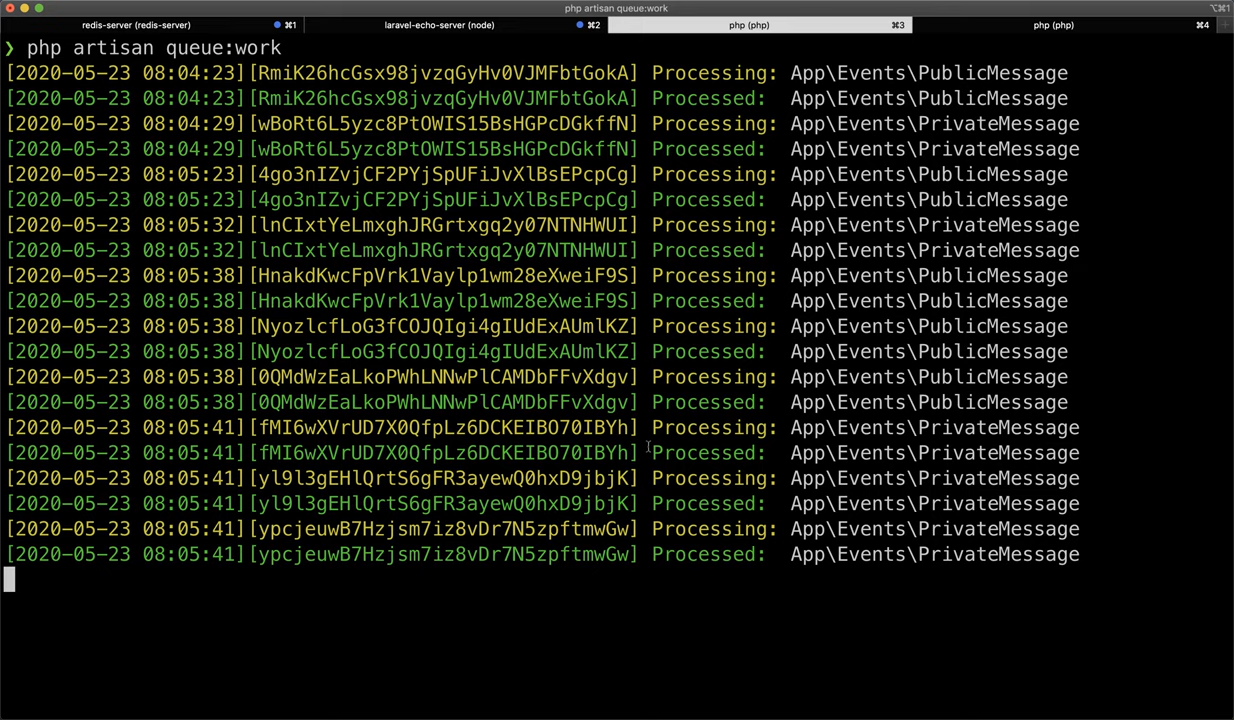 php artisan queue:work
⌥⌘1
redis-server (redis-server) ⌘1 laravel-echo-server (node) ⌘2 php (php) ⌘3 php (php) ⌘4 +
❯ php artisan queue:work
[2020-05-23 08:04:23][RmiK26hcGsx98jvzqGyHv0VJMFbtGokA] Processing: App\Events\PublicMessage
[2020-05-23 08:04:23][RmiK26hcGsx98jvzqGyHv0VJMFbtGokA] Processed:  App\Events\PublicMessage
[2020-05-23 08:04:29][wBoRt6L5yzc8PtOWIS15BsHGPcDGkffN] Processing: App\Events\PrivateMessage
[2020-05-23 08:04:29][wBoRt6L5yzc8PtOWIS15BsHGPcDGkffN] Processed:  App\Events\PrivateMessage
[2020-05-23 08:05:23][4go3nIZvjCF2PYjSpUFiJvXlBsEPcpCg] Processing: App\Events\PublicMessage
[2020-05-23 08:05:23][4go3nIZvjCF2PYjSpUFiJvXlBsEPcpCg] Processed:  App\Events\PublicMessage
[2020-05-23 08:05:32][lnCIxtYeLmxghJRGrtxgq2y07NTNHWUI] Processing: App\Events\PrivateMessage
[2020-05-23 08:05:32][lnCIxtYeLmxghJRGrtxgq2y07NTNHWUI] Processed:  App\Events\PrivateMessage
[2020-05-23 08:05:38][HnakdKwcFpVrk1Vaylp1wm28eXweiF9S] Processing: App\Events\PublicMessage
[2020-05-23 08:05:38][HnakdKwcFpVrk1Vaylp1wm28eXweiF9S] Processed:  App\Events\PublicMessage
[2020-05-23 08:05:38][NyozlcfLoG3fCOJQIgi4gIUdExAUmlKZ] Processing: App\Events\PublicMessage
[2020-05-23 08:05:38][NyozlcfLoG3fCOJQIgi4gIUdExAUmlKZ] Processed:  App\Events\PublicMessage
[2020-05-23 08:05:38][0QMdWzEaLkoPWhLNNwPlCAMDbFFvXdgv] Processing: App\Events\PublicMessage
[2020-05-23 08:05:38][0QMdWzEaLkoPWhLNNwPlCAMDbFFvXdgv] Processed:  App\Events\PublicMessage
[2020-05-23 08:05:41][fMI6wXVrUD7X0QfpLz6DCKEIBO70IBYh] Processing: App\Events\PrivateMessage
[2020-05-23 08:05:41][fMI6wXVrUD7X0QfpLz6DCKEIBO70IBYh] Processed:  App\Events\PrivateMessage
[2020-05-23 08:05:41][yl9l3gEHlQrtS6gFR3ayewQ0hxD9jbjK] Processing: App\Events\PrivateMessage
[2020-05-23 08:05:41][yl9l3gEHlQrtS6gFR3ayewQ0hxD9jbjK] Processed:  App\Events\PrivateMessage
[2020-05-23 08:05:41][ypcjeuwB7Hzjsm7iz8vDr7N5zpftmwGw] Processing: App\Events\PrivateMessage
[2020-05-23 08:05:41][ypcjeuwB7Hzjsm7iz8vDr7N5zpftmwGw] Processed:  App\Events\PrivateMessage